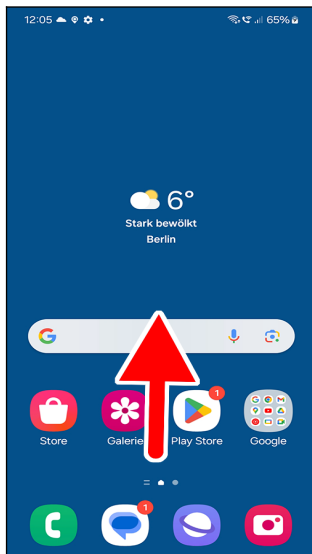 12:05 65%
6°
Stark bewölkt
Berlin
1
Store Galerie Play Store Google
1